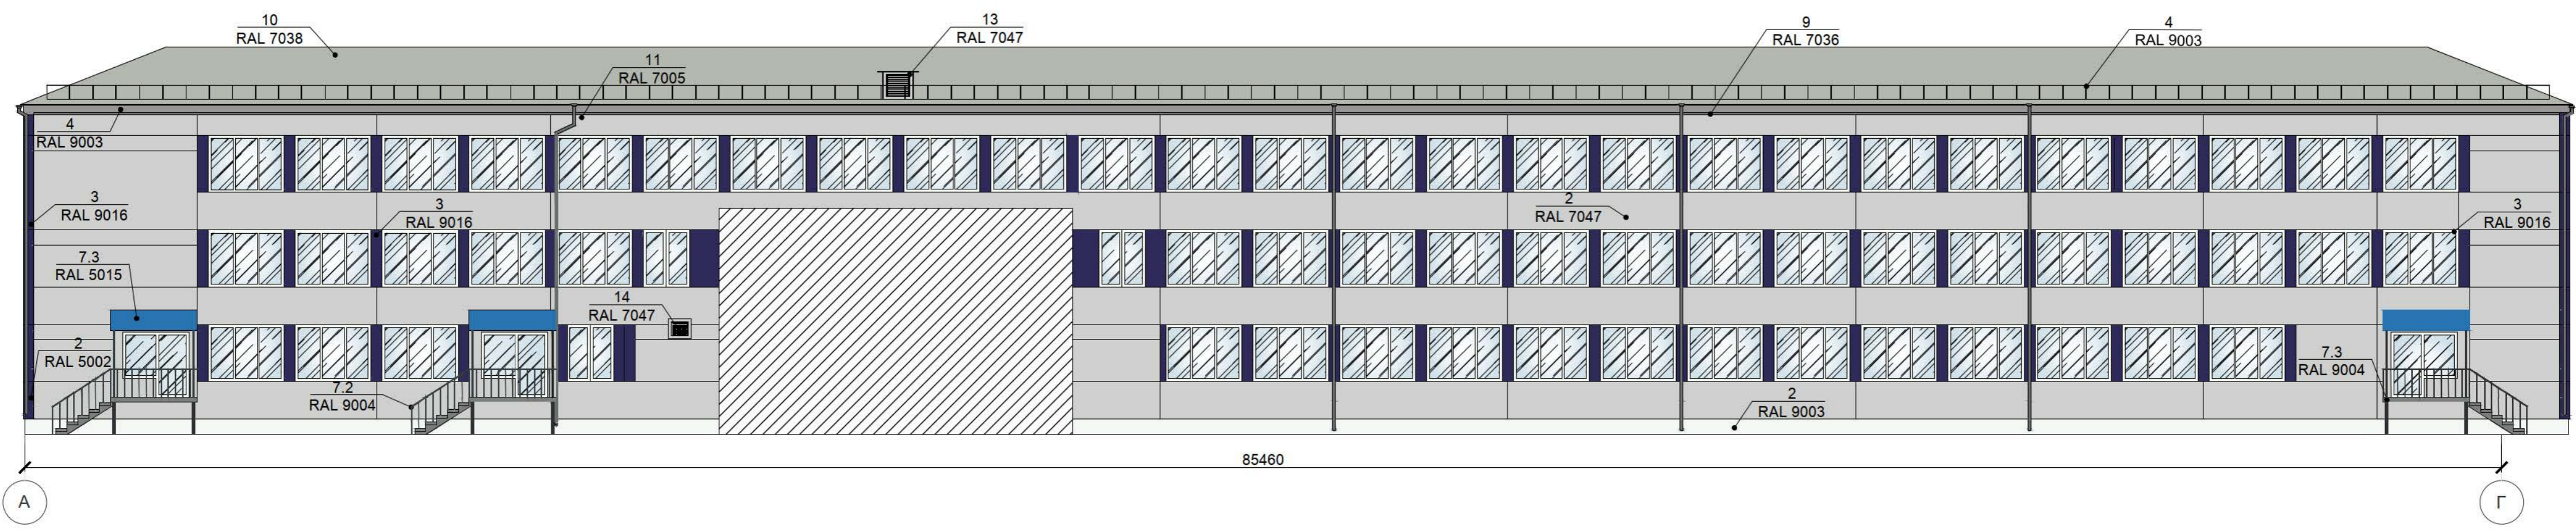 10
RAL 7038
13
RAL 7047
9
RAL 7036
4
RAL 9003
11
RAL 7005
4
RAL 9003
3
RAL 9016
3
RAL 9016
2
RAL 7047
3
RAL 9016
7.3
RAL 5015
14
RAL 7047
2
RAL 5002
7.2
RAL 9004
2
RAL 9003
7.3
RAL 9004
85460
А
Г